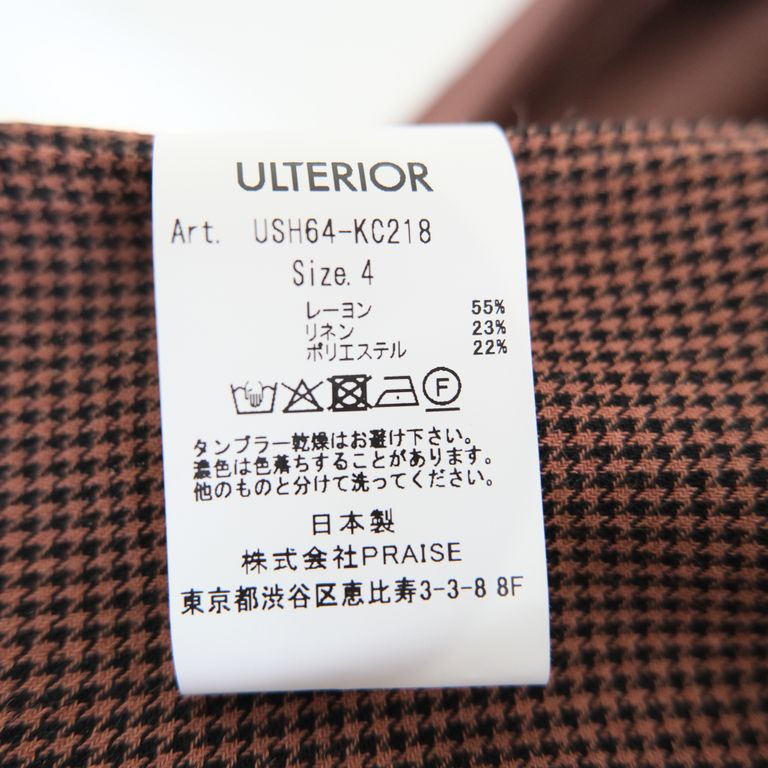 ULTERIOR
Art. USH64-KC218
Size. 4
レーヨン 55%
リネン 23%
ポリエステル 22%
F
タンブラー乾燥はお避け下さい。
濃色は色落ちすることがあります。
他のものと分けて洗ってください。
日本製
株式会社PRAISE
東京都渋谷区恵比寿3-3-8 8F